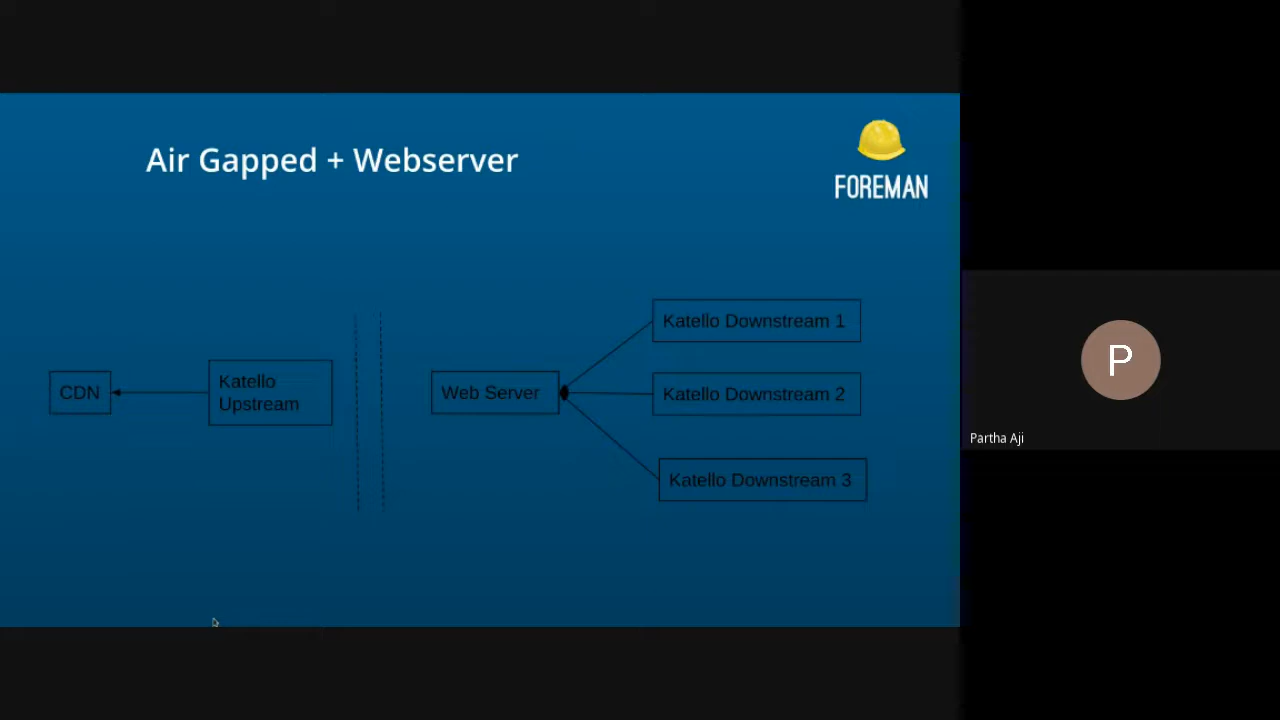 Air Gapped + Webserver
FOREMAN
CDN
Katello
Upstream
Web Server
Katello Downstream 1
Katello Downstream 2
Katello Downstream 3
P
Partha Aji